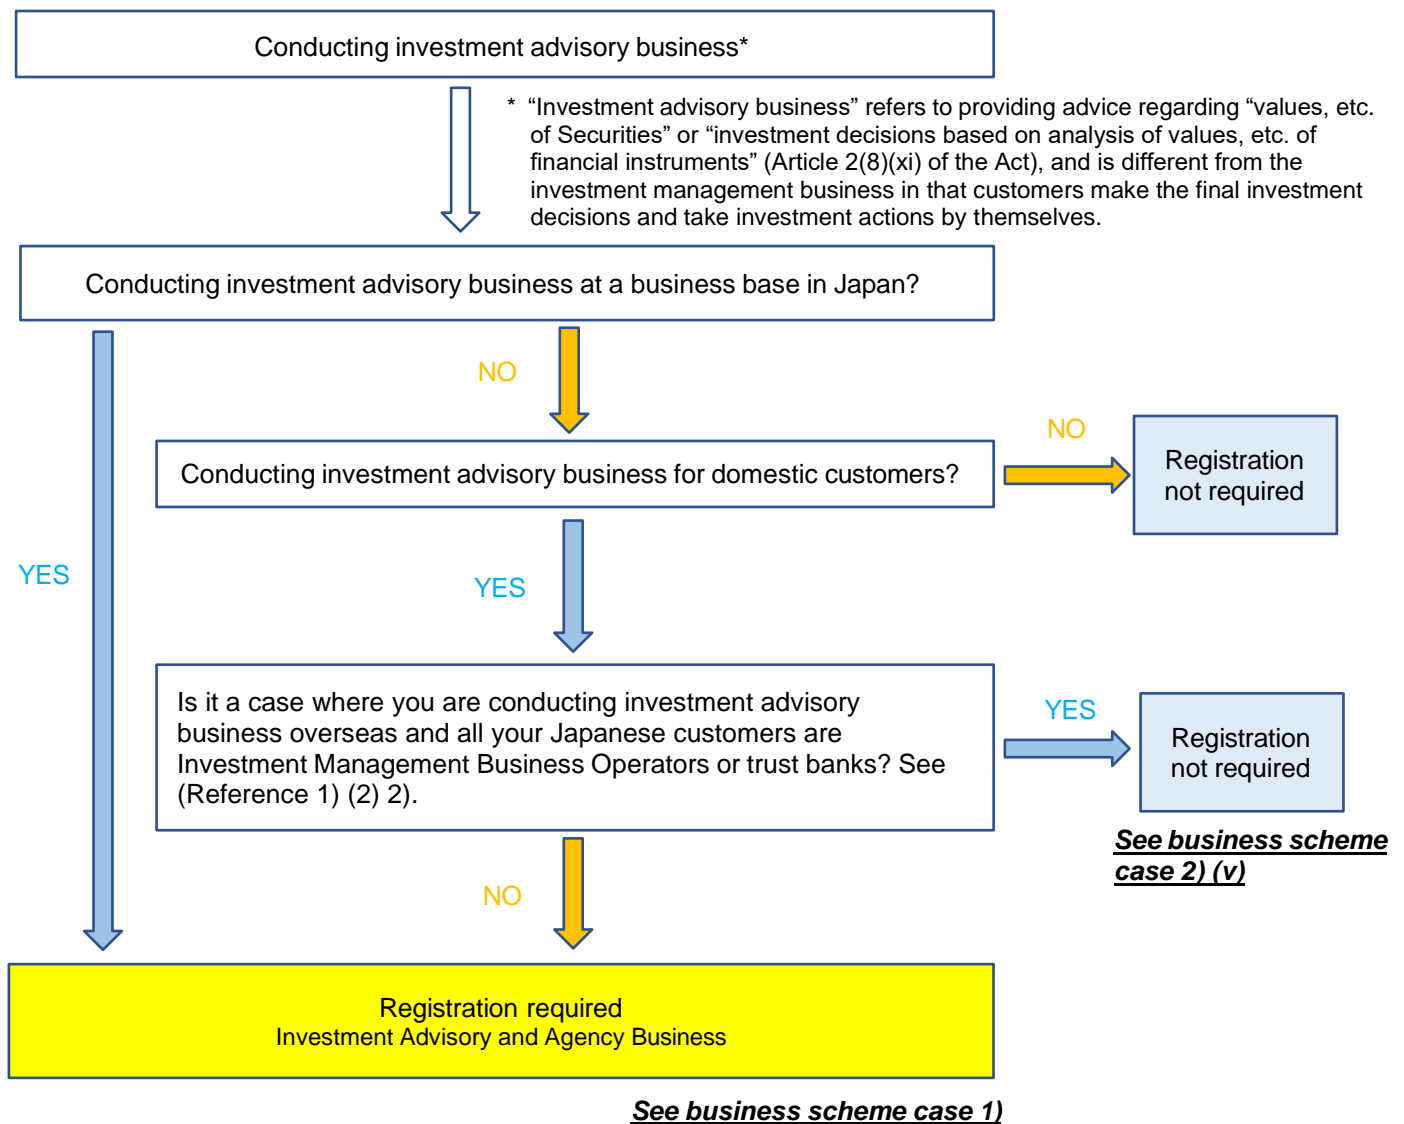 Conducting investment advisory business*
* “Investment advisory business” refers to providing advice regarding “values, etc.
of Securities” or “investment decisions based on analysis of values, etc. of
financial instruments” (Article 2(8)(xi) of the Act), and is different from the
investment management business in that customers make the final investment
decisions and take investment actions by themselves.
Conducting investment advisory business at a business base in Japan?
NO
Conducting investment advisory business for domestic customers?
NO
Registration
not required
YES
YES
Is it a case where you are conducting investment advisory
business overseas and all your Japanese customers are
Investment Management Business Operators or trust banks? See
(Reference 1) (2) 2).
YES
Registration
not required
See business scheme
case 2) (v)
NO
Registration required
Investment Advisory and Agency Business
See business scheme case 1)